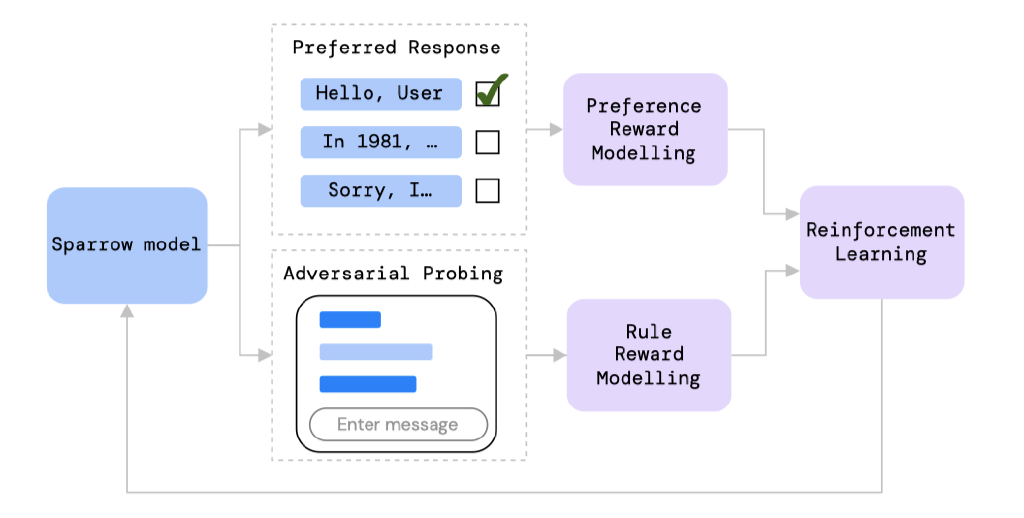 Preferred Response
Hello, User
In 1981, …
Sorry, I…
Sparrow model
Adversarial Probing
Enter message
Preference
Reward
Modelling
Rule
Reward
Modelling
Reinforcement
Learning